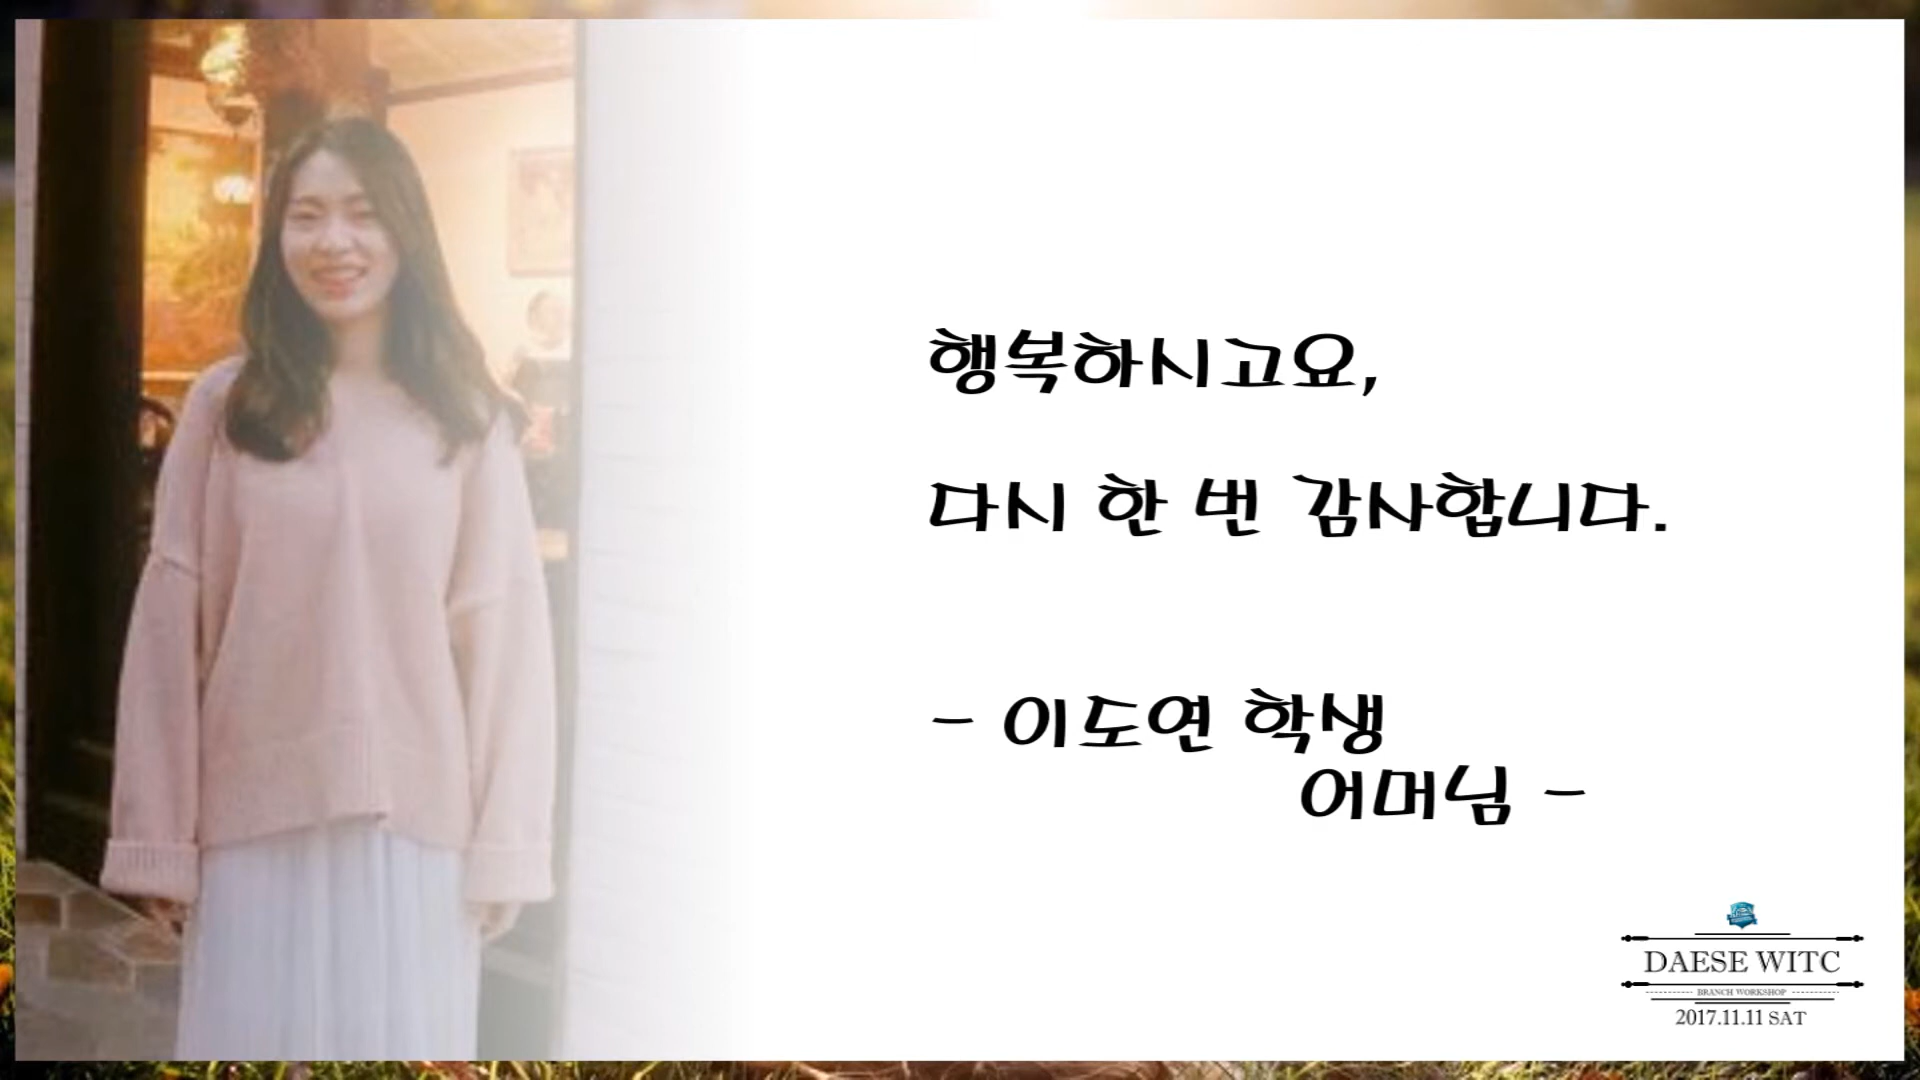 행복하시고요,
다시 한 번 감사합니다.
- 이도연 학생
어머님 -
DAESE WITC
BRANCH WORKSHOP
2017.11.11 SAT